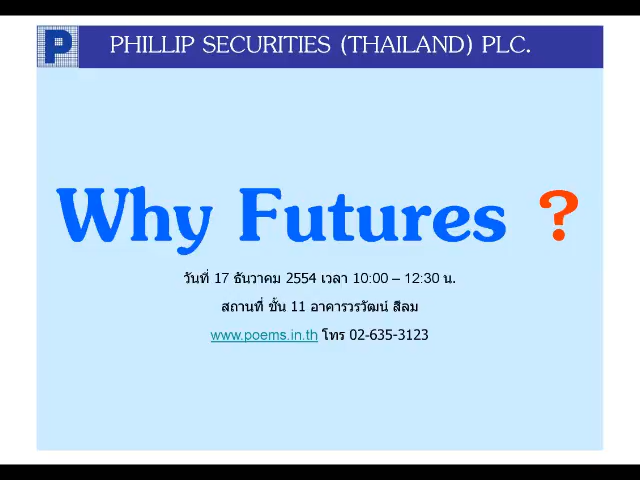 P
PHILLIP SECURITIES (THAILAND) PLC.
Why Futures ?
วันที่ 17 ธันวาคม 2554 เวลา 10:00 – 12:30 น.
สถานที่ ชั้น 11 อาคารวรวัฒน์ สีลม
www.poems.in.th โทร 02-635-3123